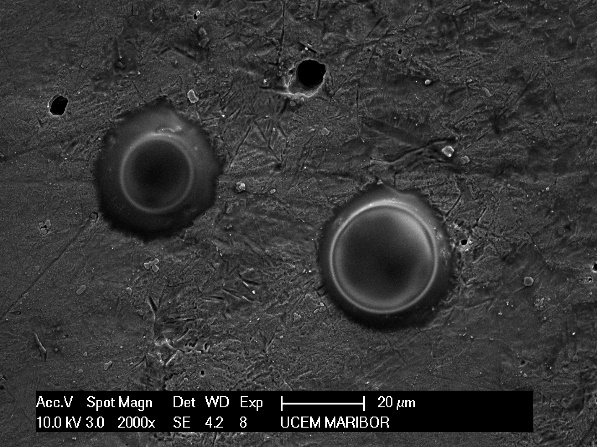 Acc.V Spot Magn Det WD Exp 20 µm
10.0 kV 3.0 2000x SE 4.2 8 UCEM MARIBOR